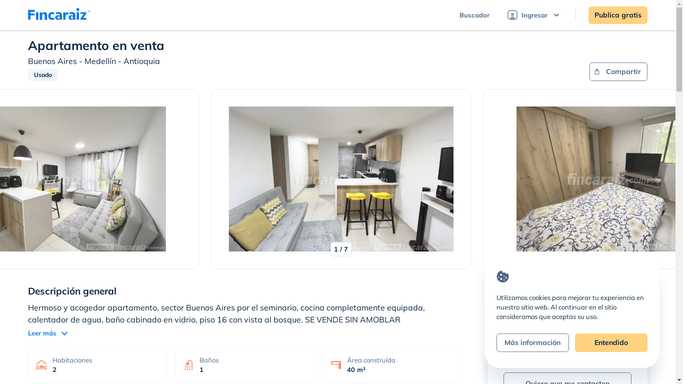 Fincaraiz
Buscador
Ingresar
Publica gratis
Apartamento en venta
Buenos Aires - Medellín - Antioquia
Usado
Compartir
fincaraiz
fincaraiz
fincaraiz
1 / 7
Descripción general
Hermoso y acogedor apartamento, sector Buenos Aires por el seminario, cocina completamente equipada,
calentador de agua, baño cabinado en vidrio, piso 16 con vista al bosque. SE VENDE SIN AMOBLAR
Leer más
Habitaciones
2
Baños
1
Área construida
40 m²
Utilizamos cookies para mejorar tu experiencia en
nuestro sitio web. Al continuar en el sitio
consideramos que aceptas su uso.
Más información
Entendido
Quiero que me contacten